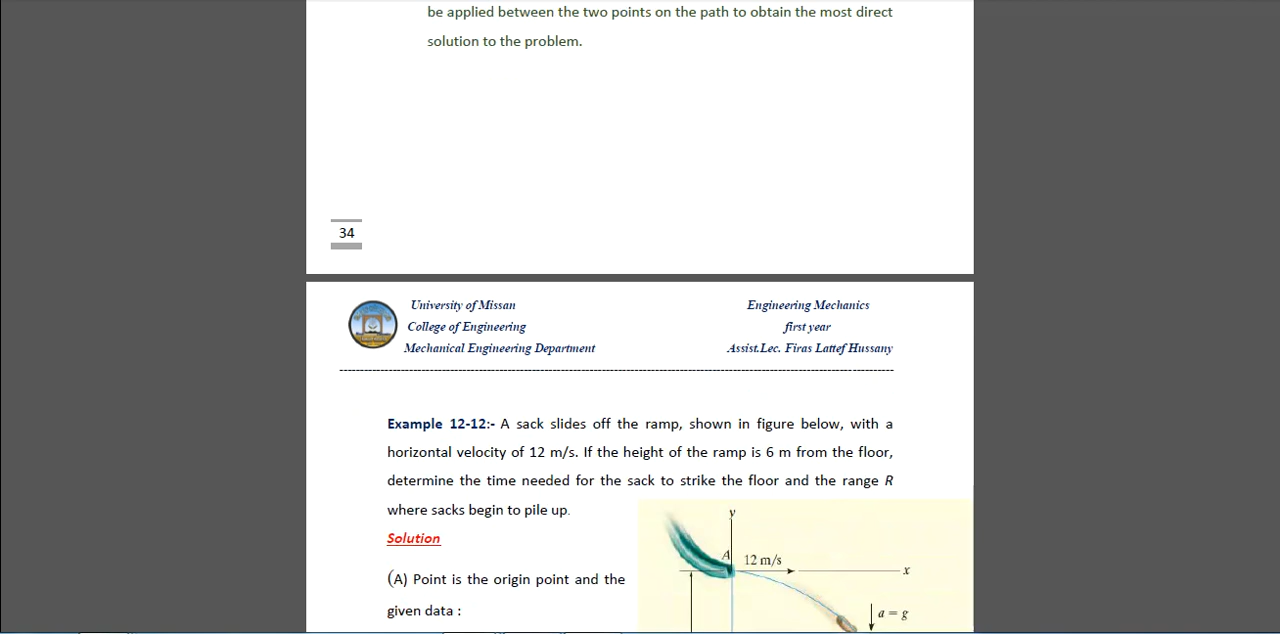 be applied between the two points on the path to obtain the most direct
solution to the problem.
34
University of Missan
College of Engineering
Mechanical Engineering Department
Engineering Mechanics
first year
Assist.Lec. Firas Lattef Hussany
Example 12-12:- A sack slides off the ramp, shown in figure below, with a
horizontal velocity of 12 m/s. If the height of the ramp is 6 m from the floor,
determine the time needed for the sack to strike the floor and the range R
where sacks begin to pile up.
Solution
(A) Point is the origin point and the
given data :
y
A
12 m/s
x
a = g